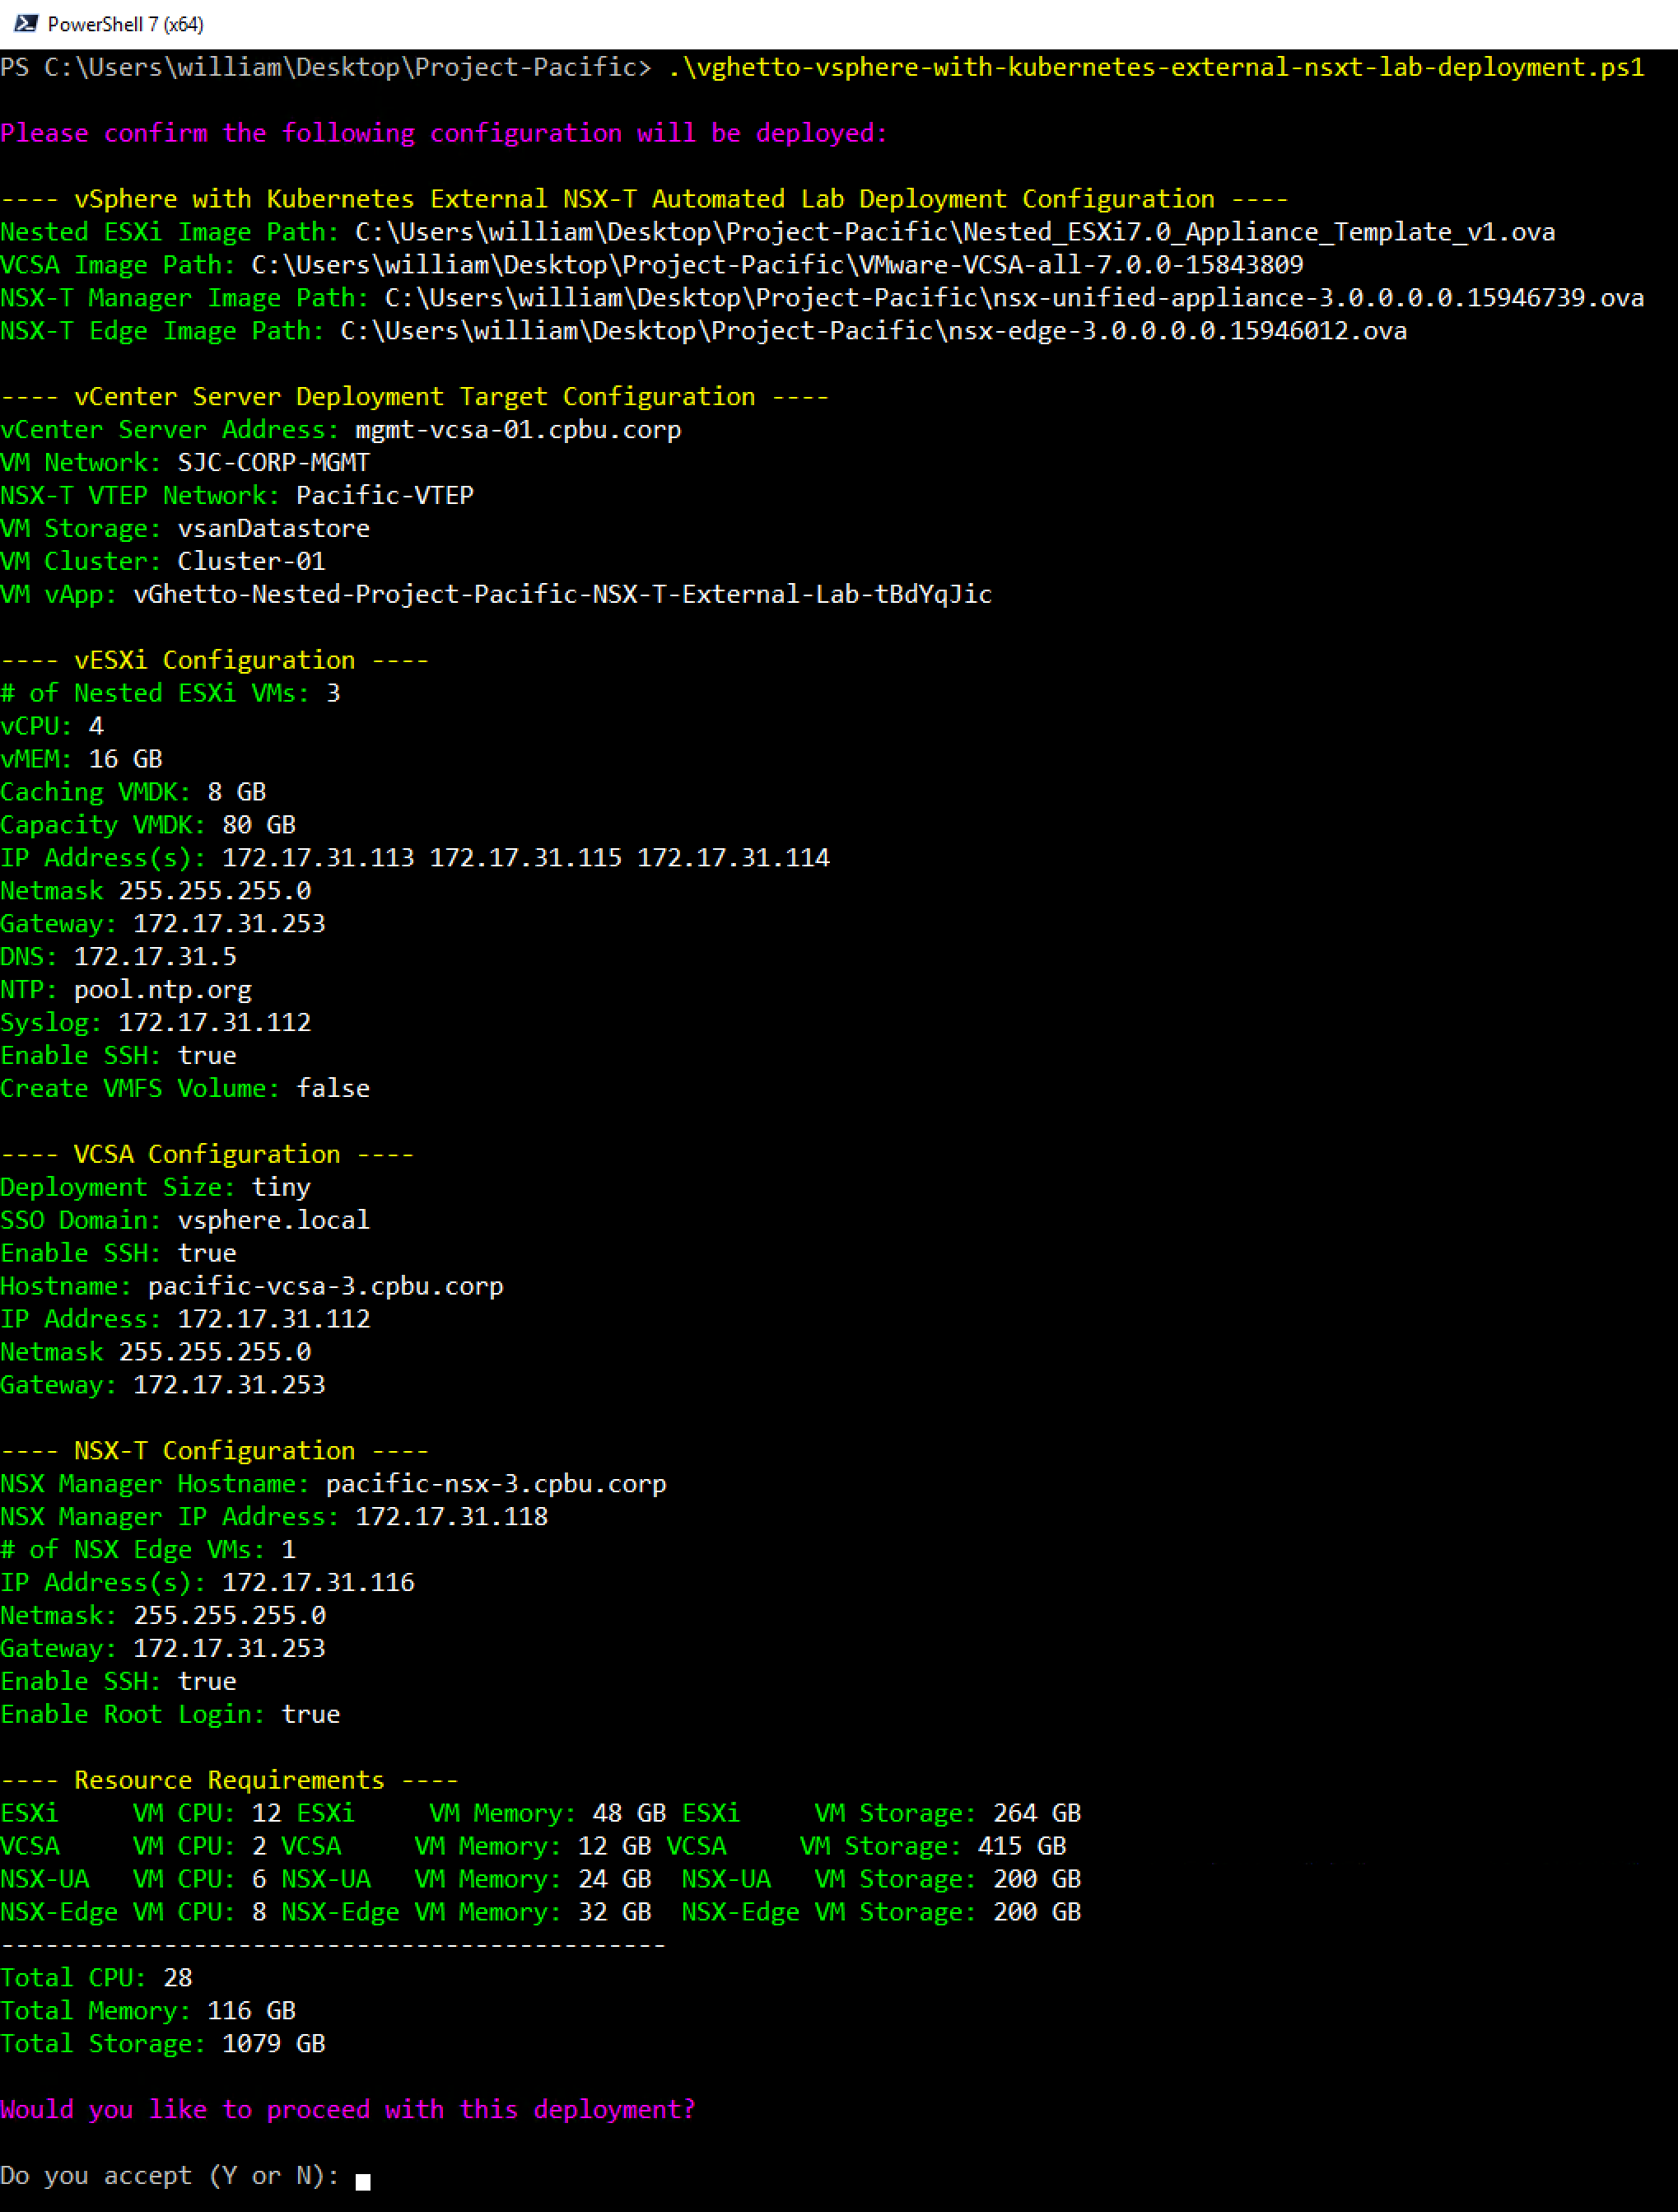 PowerShell 7 (x64)
PS C:\Users\william\Desktop\Project-Pacific> .\vghetto-vsphere-with-kubernetes-external-nsxt-lab-deployment.ps1
Please confirm the following configuration will be deployed:
---- vSphere with Kubernetes External NSX-T Automated Lab Deployment Configuration ----
Nested ESXi Image Path: C:\Users\william\Desktop\Project-Pacific\Nested_ESXi7.0_Appliance_Template_v1.ova
VCSA Image Path: C:\Users\william\Desktop\Project-Pacific\VMware-VCSA-all-7.0.0-15843809
NSX-T Manager Image Path: C:\Users\william\Desktop\Project-Pacific\nsx-unified-appliance-3.0.0.0.0.15946739.ova
NSX-T Edge Image Path: C:\Users\william\Desktop\Project-Pacific\nsx-edge-3.0.0.0.0.15946012.ova
---- vCenter Server Deployment Target Configuration ----
vCenter Server Address: mgmt-vcsa-01.cpbu.corp
VM Network: SJC-CORP-MGMT
NSX-T VTEP Network: Pacific-VTEP
VM Storage: vsanDatastore
VM Cluster: Cluster-01
VM vApp: vGhetto-Nested-Project-Pacific-NSX-T-External-Lab-tBdYqJic
---- vESXi Configuration ----
# of Nested ESXi VMs: 3
vCPU: 4
vMEM: 16 GB
Caching VMDK: 8 GB
Capacity VMDK: 80 GB
IP Address(s): 172.17.31.113 172.17.31.115 172.17.31.114
Netmask 255.255.255.0
Gateway: 172.17.31.253
DNS: 172.17.31.5
NTP: pool.ntp.org
Syslog: 172.17.31.112
Enable SSH: true
Create VMFS Volume: false
---- VCSA Configuration ----
Deployment Size: tiny
SSO Domain: vsphere.local
Enable SSH: true
Hostname: pacific-vcsa-3.cpbu.corp
IP Address: 172.17.31.112
Netmask 255.255.255.0
Gateway: 172.17.31.253
---- NSX-T Configuration ----
NSX Manager Hostname: pacific-nsx-3.cpbu.corp
NSX Manager IP Address: 172.17.31.118
# of NSX Edge VMs: 1
IP Address(s): 172.17.31.116
Netmask: 255.255.255.0
Gateway: 172.17.31.253
Enable SSH: true
Enable Root Login: true
---- Resource Requirements ----
ESXi     VM CPU: 12 ESXi     VM Memory: 48 GB ESXi     VM Storage: 264 GB
VCSA     VM CPU: 2 VCSA     VM Memory: 12 GB VCSA     VM Storage: 415 GB
NSX-UA   VM CPU: 6 NSX-UA   VM Memory: 24 GB  NSX-UA   VM Storage: 200 GB
NSX-Edge VM CPU: 8 NSX-Edge VM Memory: 32 GB  NSX-Edge VM Storage: 200 GB
---------------------------------------------
Total CPU: 28
Total Memory: 116 GB
Total Storage: 1079 GB
Would you like to proceed with this deployment?
Do you accept (Y or N):